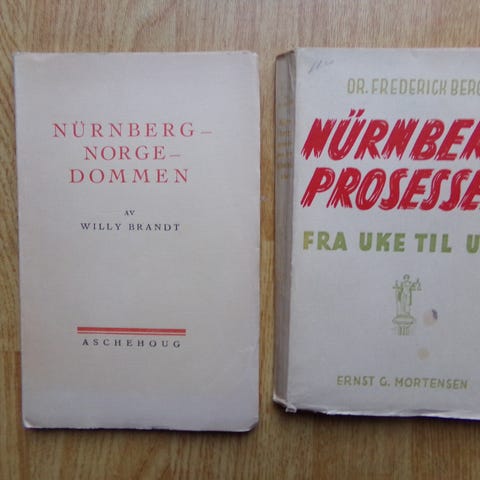 NÜRNBERG–
NORGE–
DOMMEN
AV
WILLY BRANDT
ASCHEHOUG
DR. FREDERICK BERG
NÜRNBER
PROSESSE
FRA UKE TIL U
ERNST G. MORTENSEN